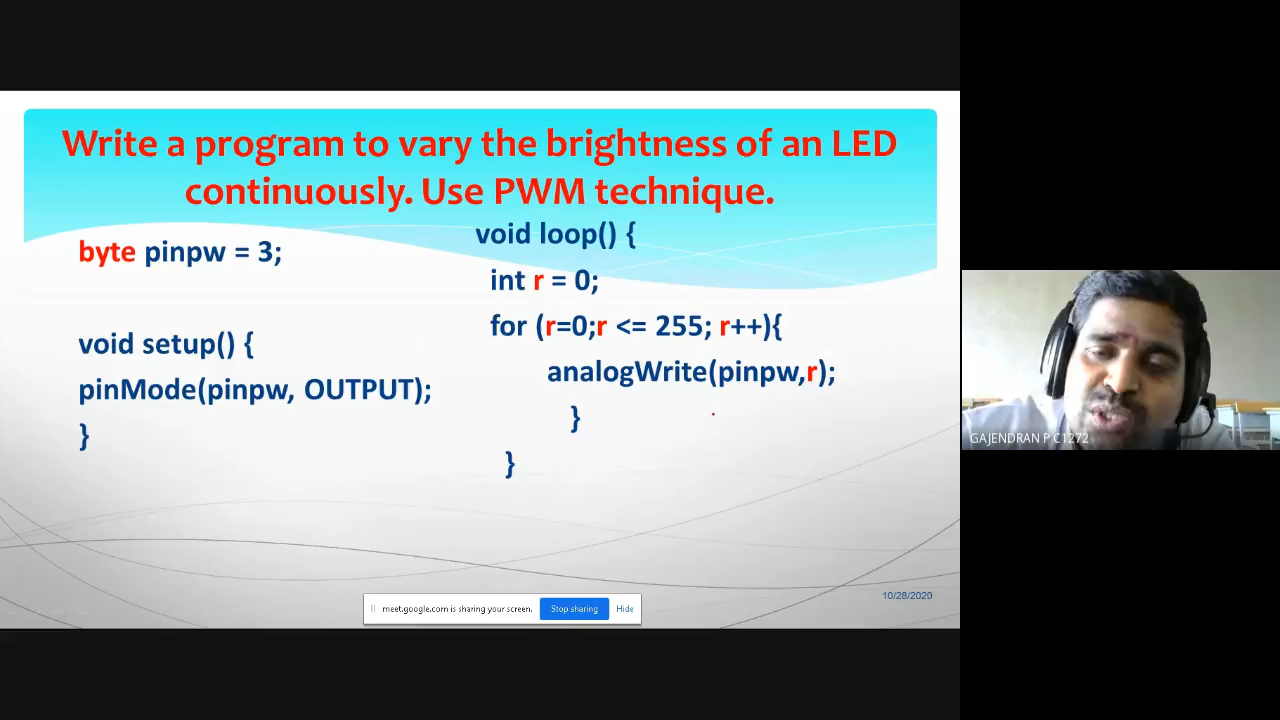 Write a program to vary the brightness of an LED
continuously. Use PWM technique.
byte pinpw = 3;
void setup() {
pinMode(pinpw, OUTPUT);
}
void loop() {
int r = 0;
for (r=0;r <= 255; r++){
analogWrite(pinpw,r);
}
}
GAJENDRAN P C1272
10/28/2020
meet.google.com is sharing your screen.
Stop sharing
Hide